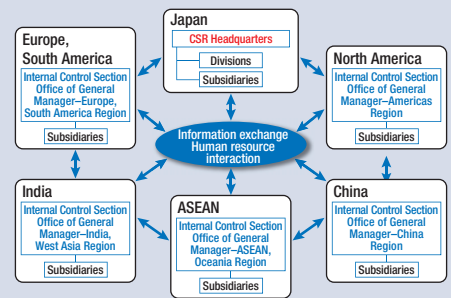 Japan
CSR Headquarters
Divisions
Subsidiaries
Europe,
South America
Internal Control Section
Office of General
Manager–Europe,
South America Region
Subsidiaries
North America
Internal Control Section
Office of General
Manager–Americas
Region
Subsidiaries
Information exchange
Human resource
interaction
India
Internal Control Section
Office of General
Manager–India,
West Asia Region
Subsidiaries
ASEAN
Internal Control Section
Office of General
Manager–ASEAN,
Oceania Region
Subsidiaries
China
Internal Control Section
Office of General
Manager–China
Region
Subsidiaries